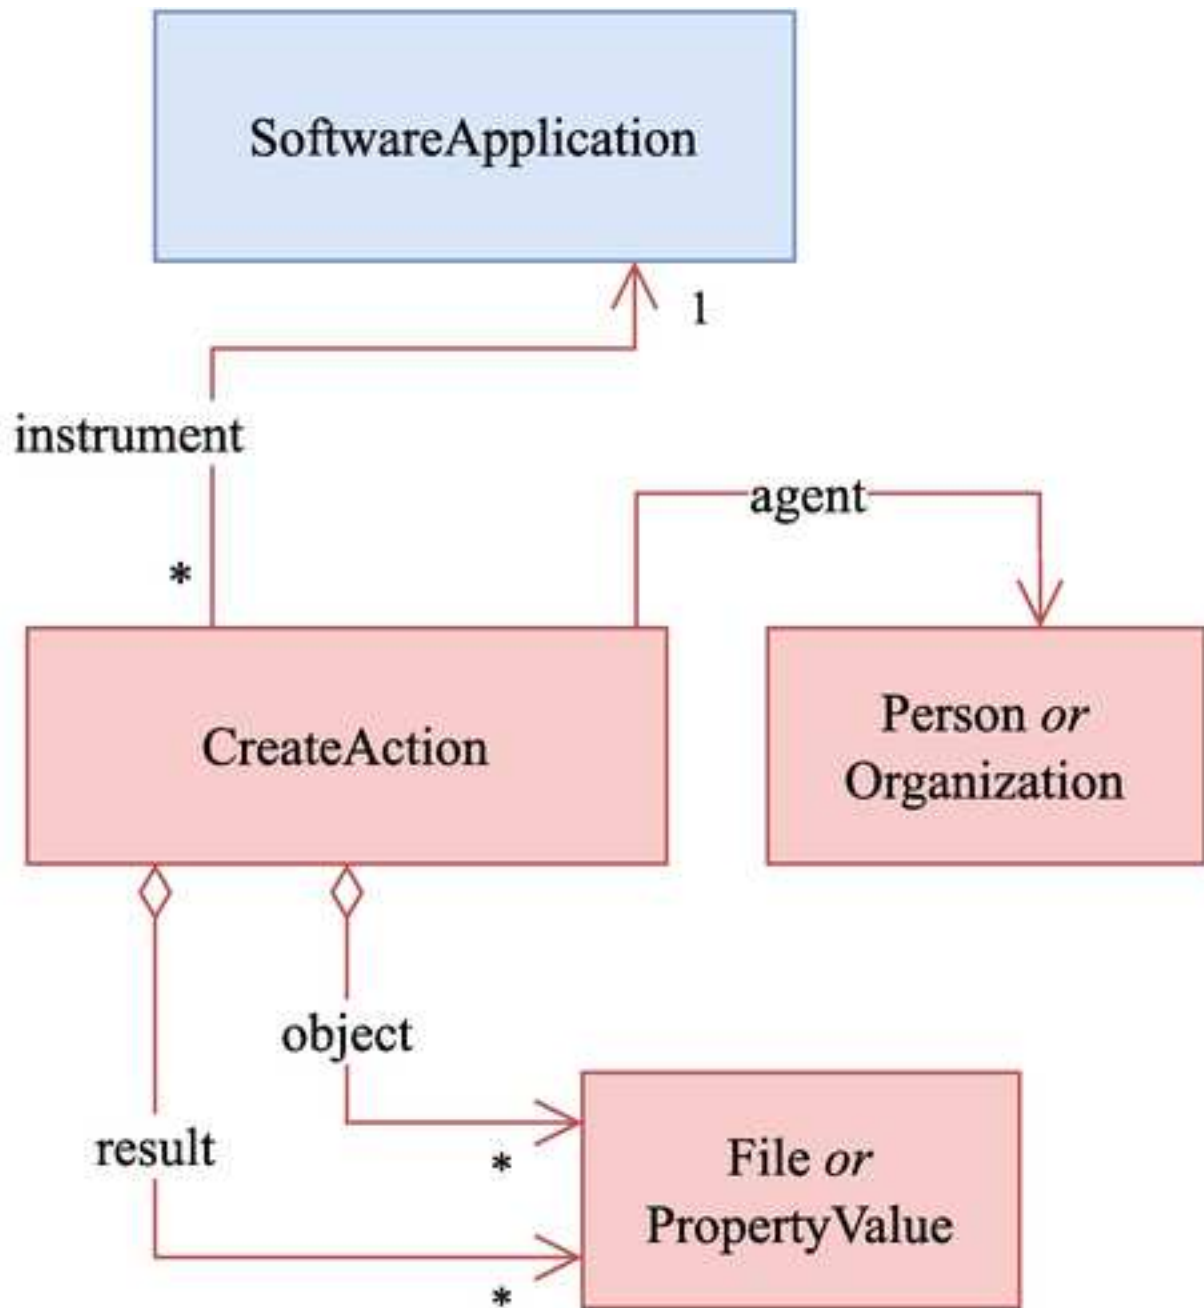 SoftwareApplication
1
instrument
agent
*
CreateAction
Person or
Organization
object
result
*
File or
PropertyValue
*